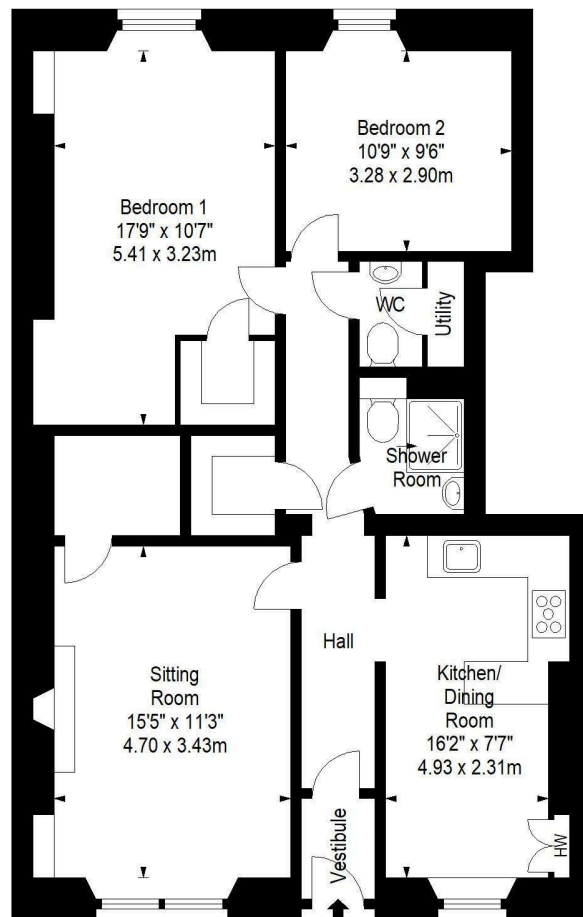 Bedroom 2
10'9" x 9'6"
3.28 x 2.90m
Bedroom 1
17'9" x 10'7"
5.41 x 3.23m
WC
Utility
Shower
Room
Hall
Sitting
Room
15'5" x 11'3"
4.70 x 3.43m
Kitchen/
Dining
Room
16'2" x 7'7"
4.93 x 2.31m
Vestibule
HW